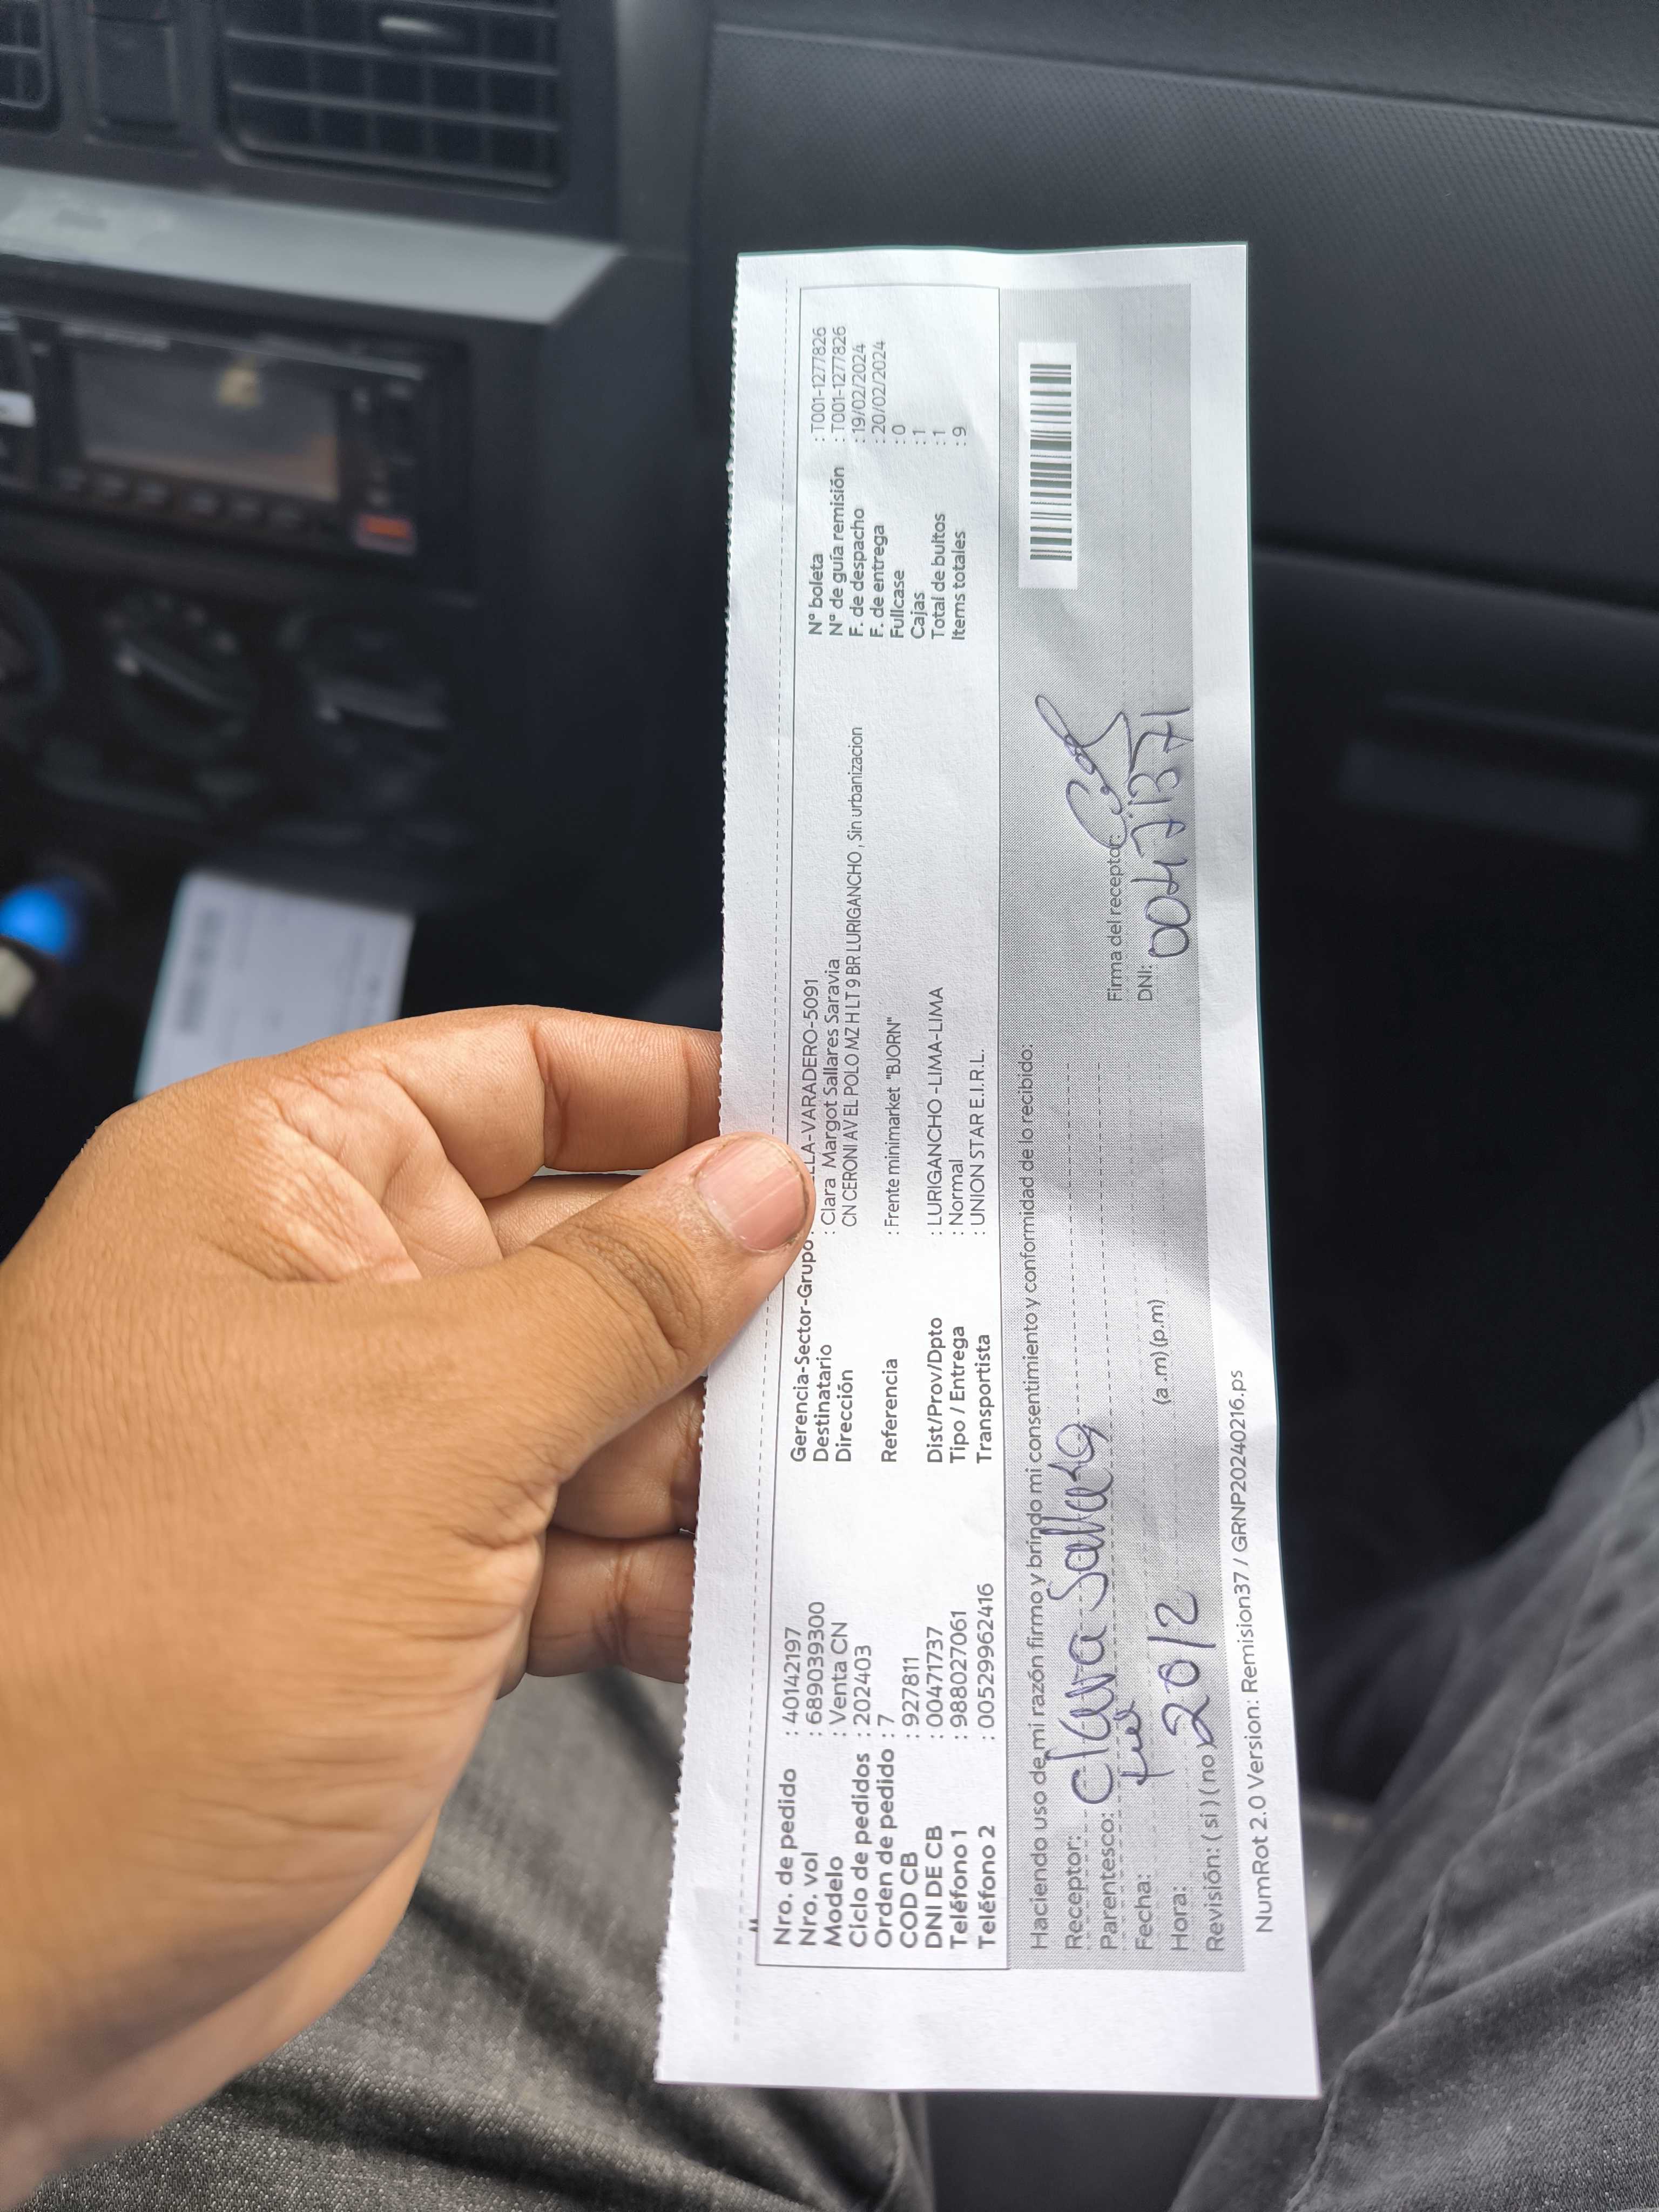 Nro. de pedido : 40142197
Nro. vol : 689039300
Modelo : Venta CN
Ciclo de pedidos : 202403
Orden de pedido : 7
COD CB : 927811
DNI DE CB : 00471737
Teléfono 1 : 988027061
Teléfono 2 : 00529962416
Gerencia-Sector-Grupo : LLA-VARADERO-5091
Destinatario : Clara Margot Sallares Saravia
Dirección CN CERONI AV EL POLO MZ H LT 9 BR LURIGANCHO , Sin urbanizacion
Referencia : Frente minimarket "BJORN"
Dist/Prov/Dpto : LURIGANCHO -LIMA-LIMA
Tipo / Entrega : Normal
Transportista : UNION STAR E.I.R.L.
N° boleta : T001-1277826
N° de guía remisión : T001-1277826
F. de despacho : 19/02/2024
F. de entrega : 20/02/2024
Fullcase : 0
Cajas : 1
Total de bultos : 1
Items totales : 9
Haciendo uso de mi razón firmo y brindo mi consentimiento y conformidad de lo recibido:
Receptor: Clara
Parentesco:
Fecha: 20/2
Hora: (a .m) (p.m)
Revisión: ( si ) ( no
Firma del receptor:
DNI:
NumRot 2.0 Version: Remision37 / GRNP20240216.ps